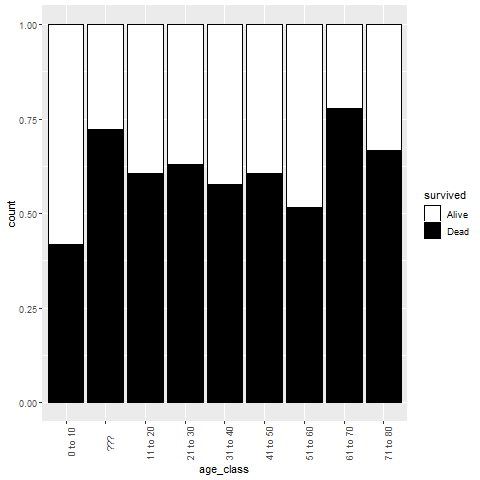 1.00
0.75
0.50
0.25
0.00
count
0 to 10
???
11 to 20
21 to 30
31 to 40
41 to 50
51 to 60
61 to 70
71 to 80
age_class
survived
Alive
Dead